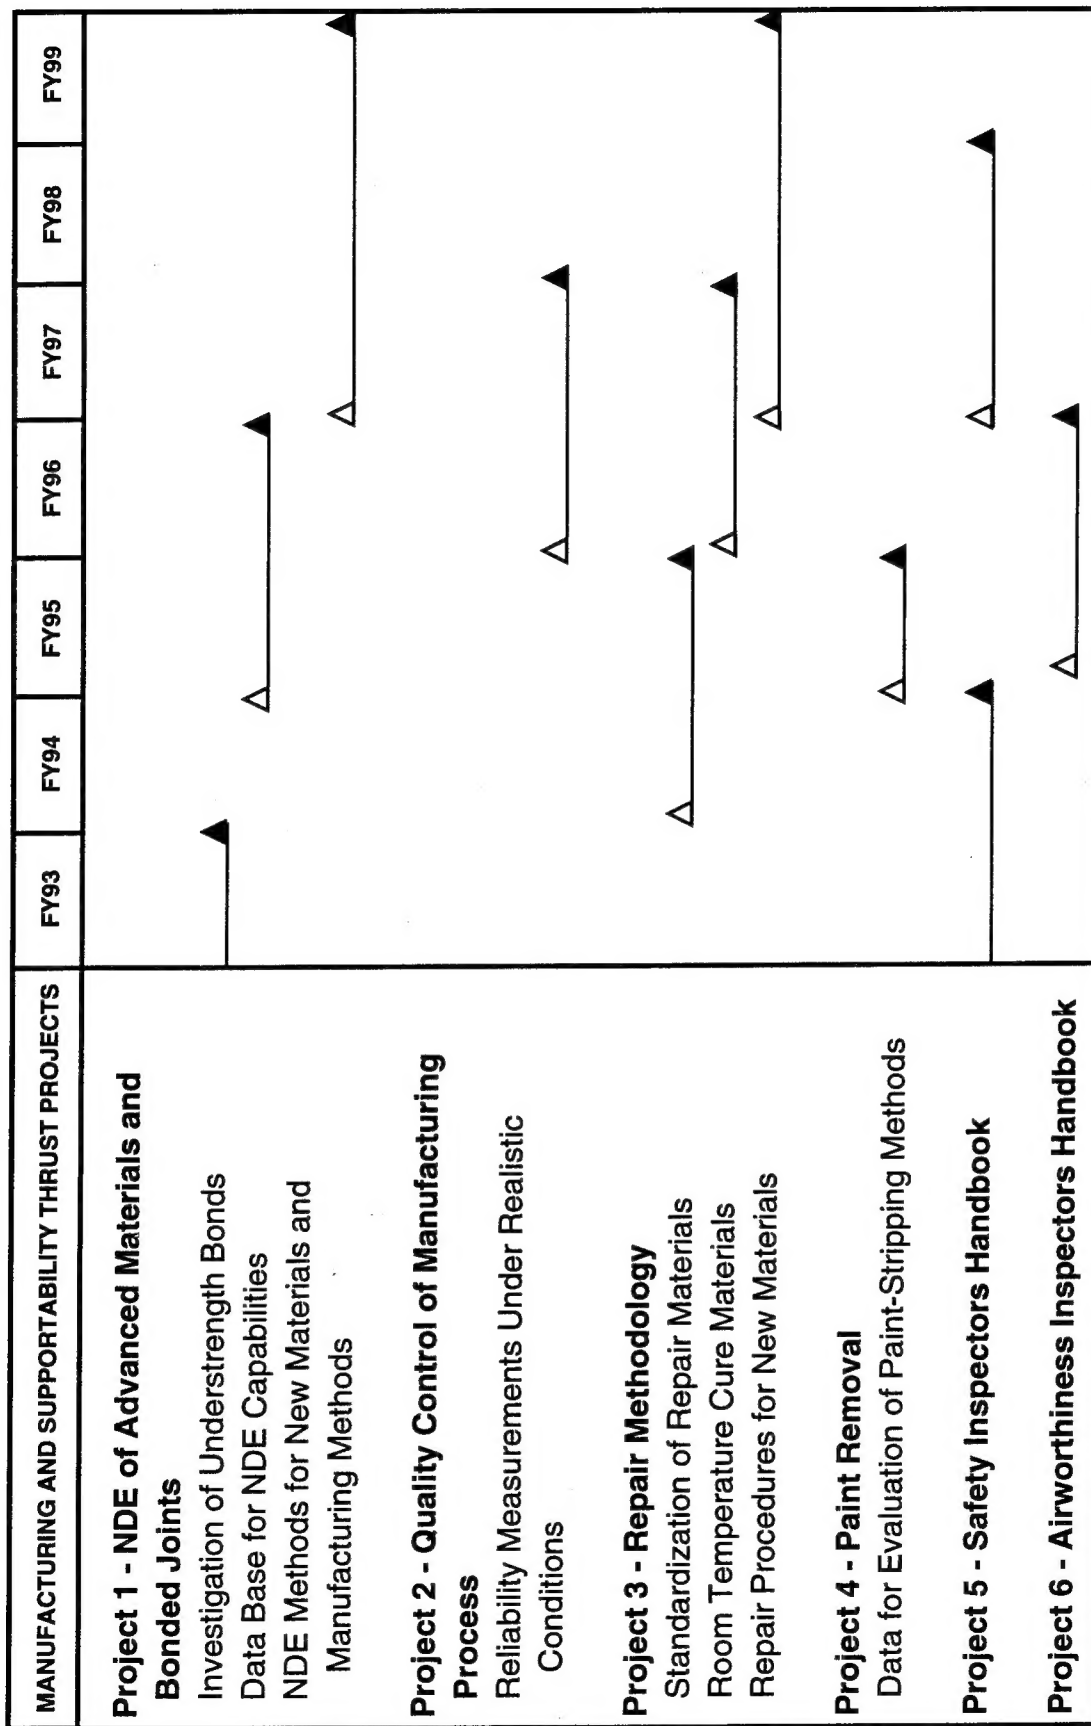 MANUFACTURING AND SUPPORTABILITY THRUST PROJECTS
FY93
FY94
FY95
FY96
FY97
FY98
FY99
Project 1 - NDE of Advanced Materials and
Bonded Joints
Investigation of Understrength Bonds
Data Base for NDE Capabilities
NDE Methods for New Materials and
Manufacturing Methods
Project 2 - Quality Control of Manufacturing
Process
Reliability Measurements Under Realistic
Conditions
Project 3 - Repair Methodology
Standardization of Repair Materials
Room Temperature Cure Materials
Repair Procedures for New Materials
Project 4 - Paint Removal
Data for Evaluation of Paint-Stripping Methods
Project 5 - Safety Inspectors Handbook
Project 6 - Airworthiness Inspectors Handbook